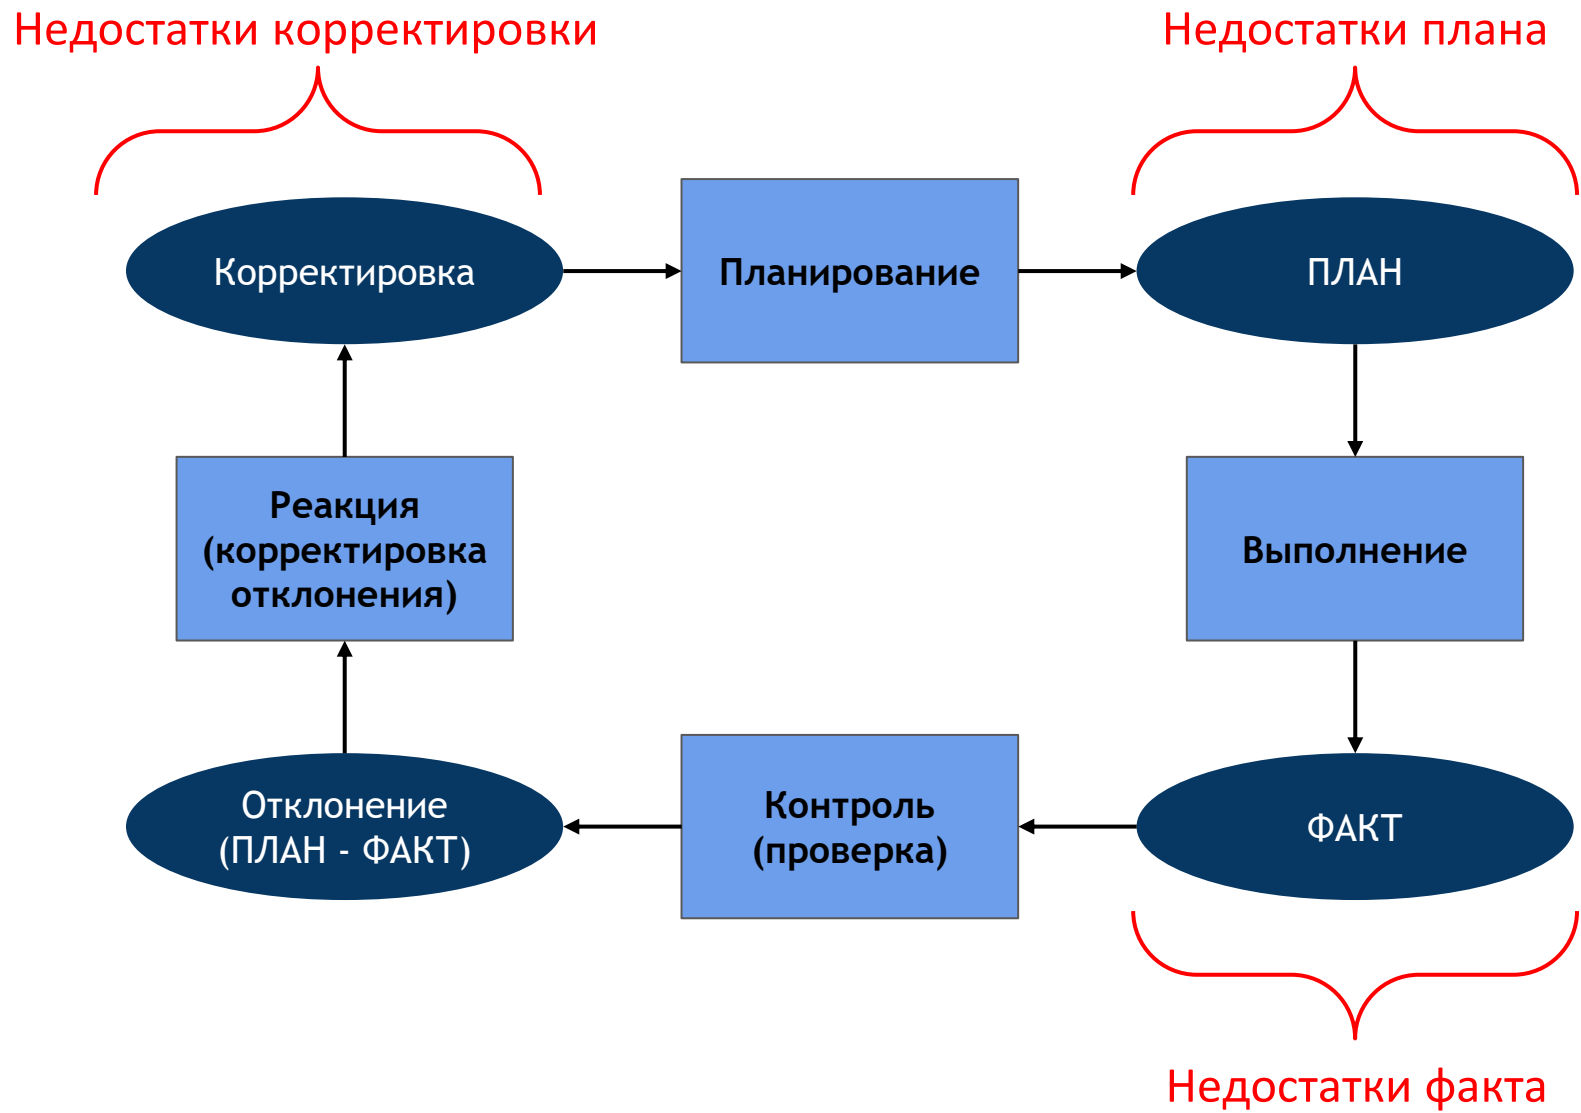 Недостатки корректировки
Недостатки плана
Корректировка
Планирование
ПЛАН
Реакция
(корректировка
отклонения)
Выполнение
Отклонение
(ПЛАН - ФАКТ)
Контроль
(проверка)
ФАКТ
Недостатки факта